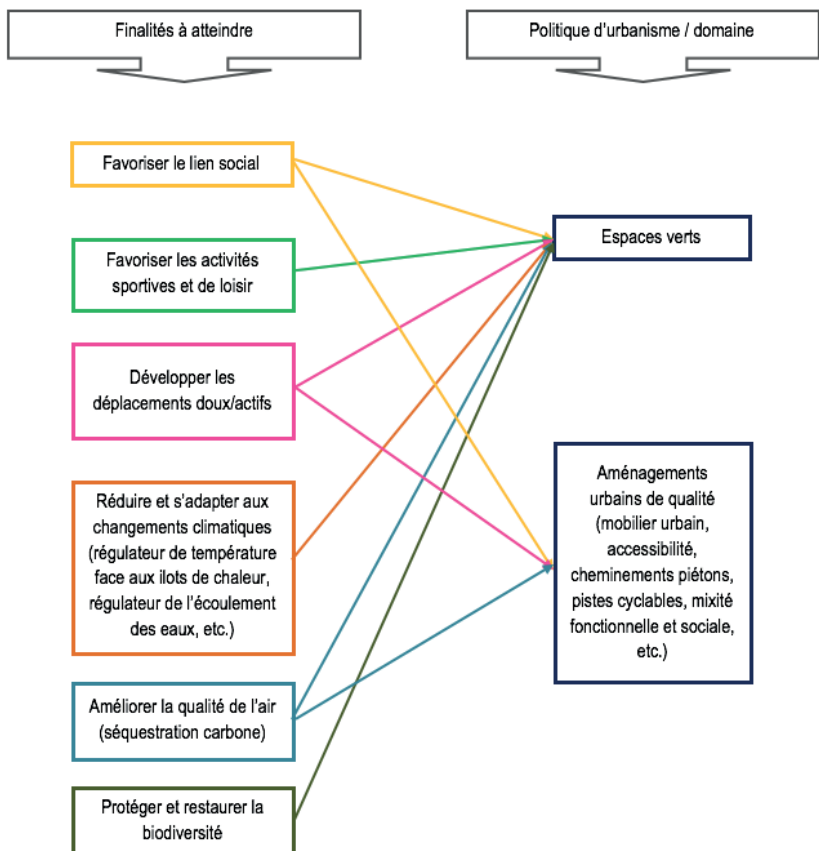 Finalités à atteindre
Politique d'urbanisme / domaine
Favoriser le lien social
Espaces verts
Favoriser les activités
sportives et de loisir
Développer les
déplacements doux/actifs
Réduire et s'adapter aux
changements climatiques
(régulateur de température
face aux ilots de chaleur,
régulateur de l'écoulement
des eaux, etc.)
Aménagements
urbains de qualité
(mobilier urbain,
accessibilité,
cheminements piétons,
pistes cyclables, mixité
fonctionnelle et sociale,
etc.)
Améliorer la qualité de l'air
(séquestration carbone)
Protéger et restaurer la
biodiversité